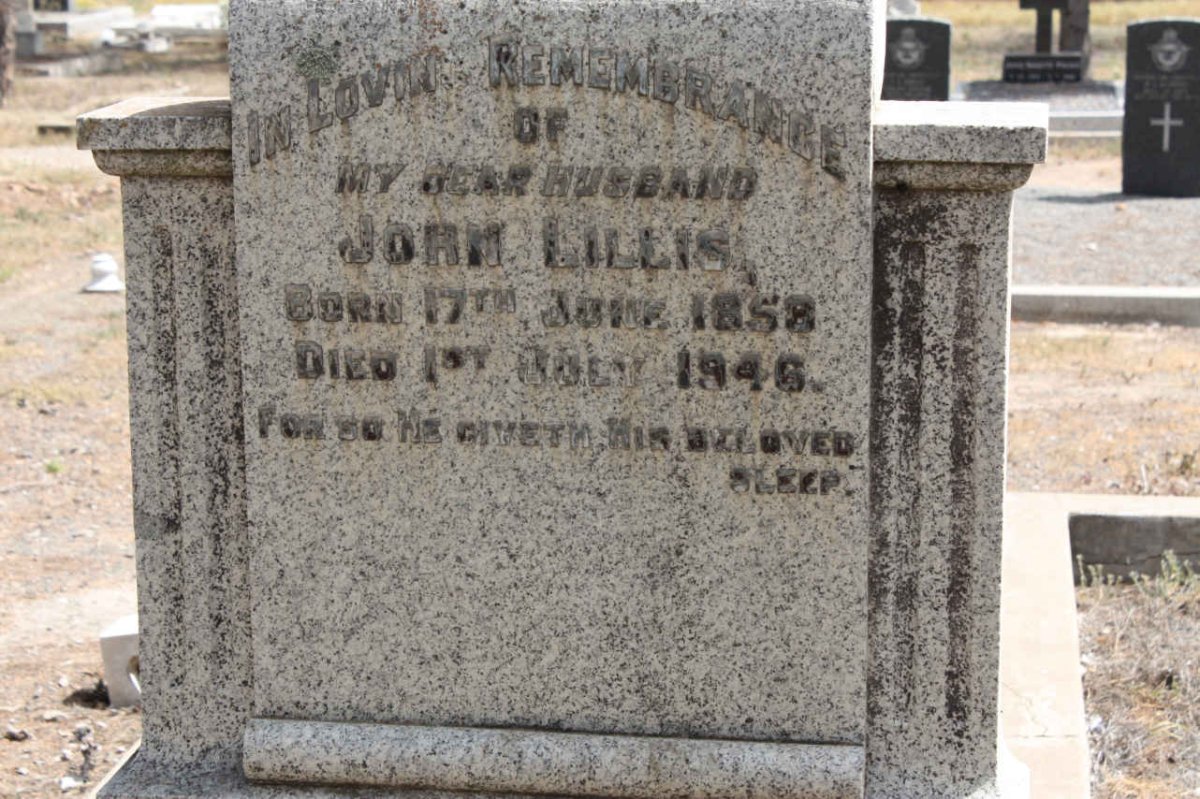 IN LOVIN REMEMBRANCE
OF
MY DEAR HUSBAND
JOHN LILLIS,
BORN 17TH JUNE 1858
DIED 1ST JULY 1946.
FOR SO HE GIVETH HIS BELOVED
SLEEP.